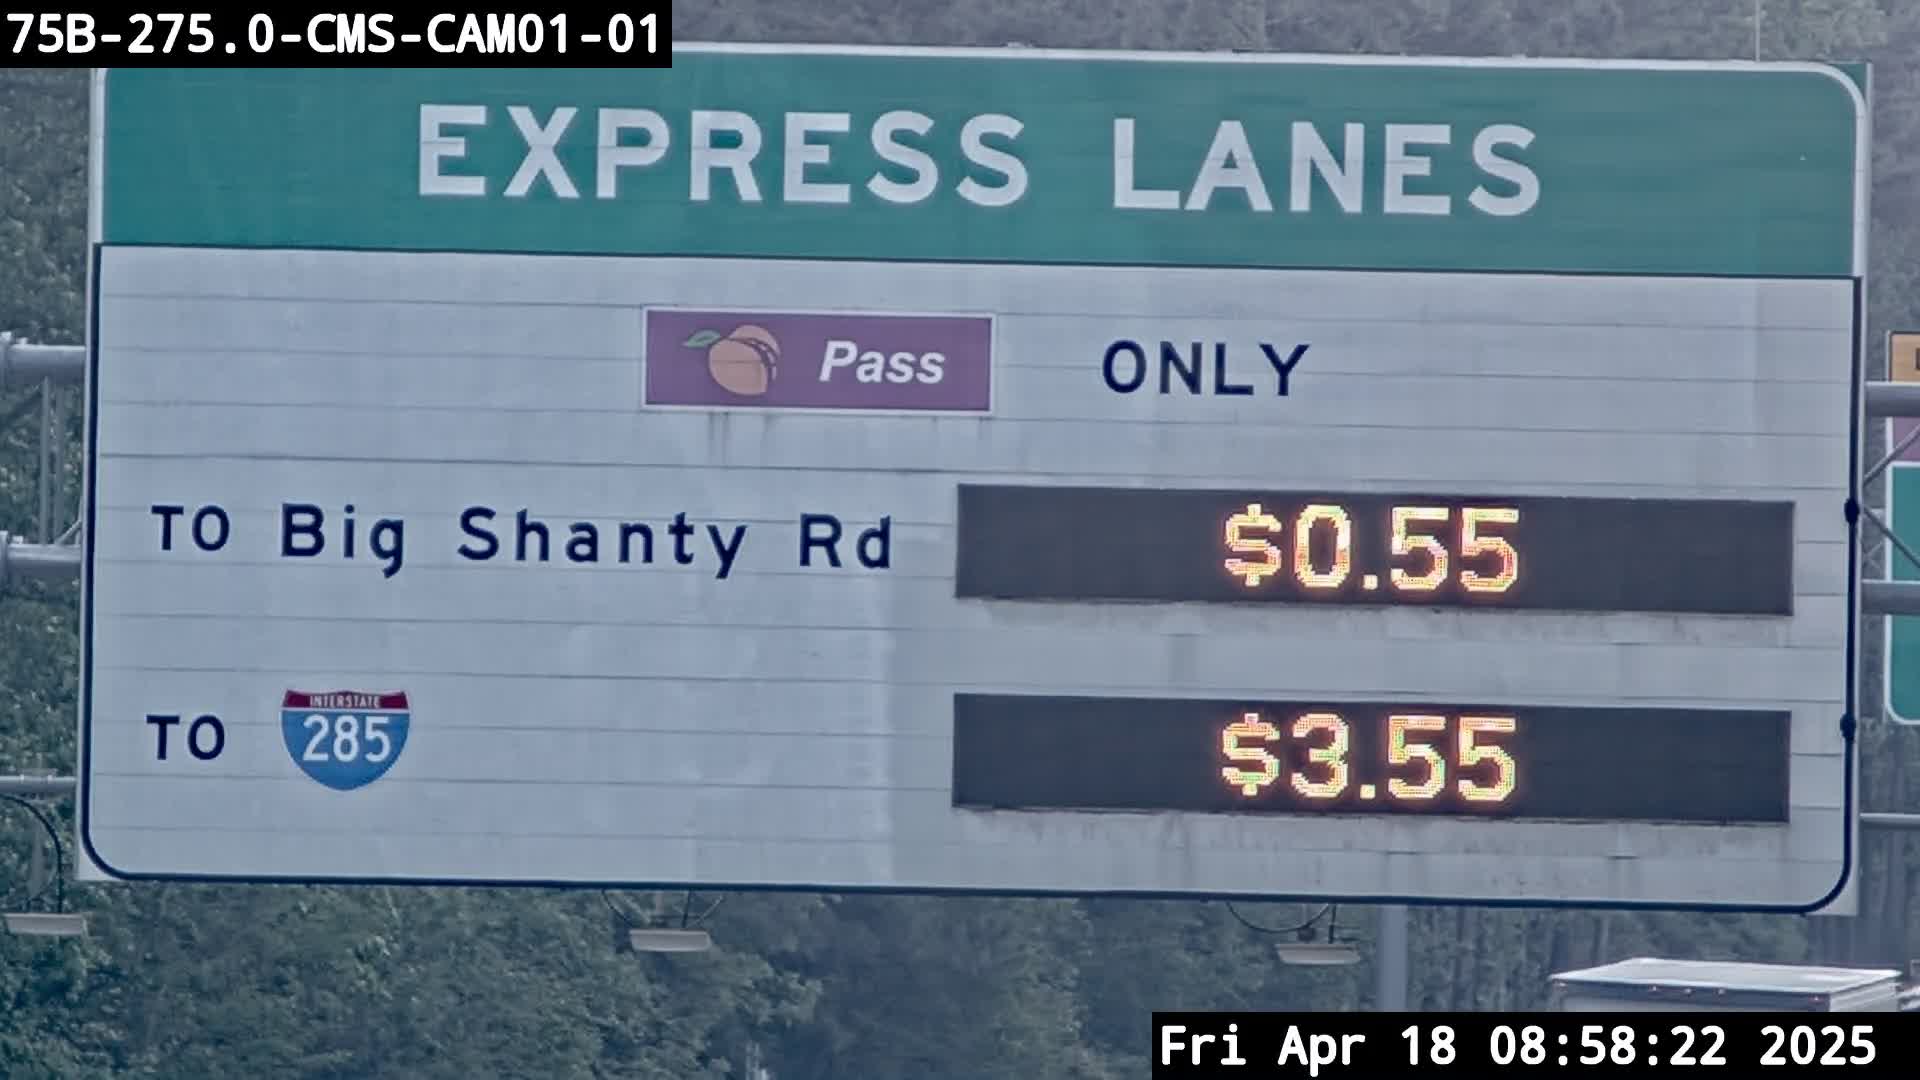 75B-275.0-CMS-CAM01-01
EXPRESS LANES
Pass ONLY
TO Big Shanty Rd $0.55
INTERSTATE
TO 285 $3.55
Fri Apr 18 08:58:22 2025